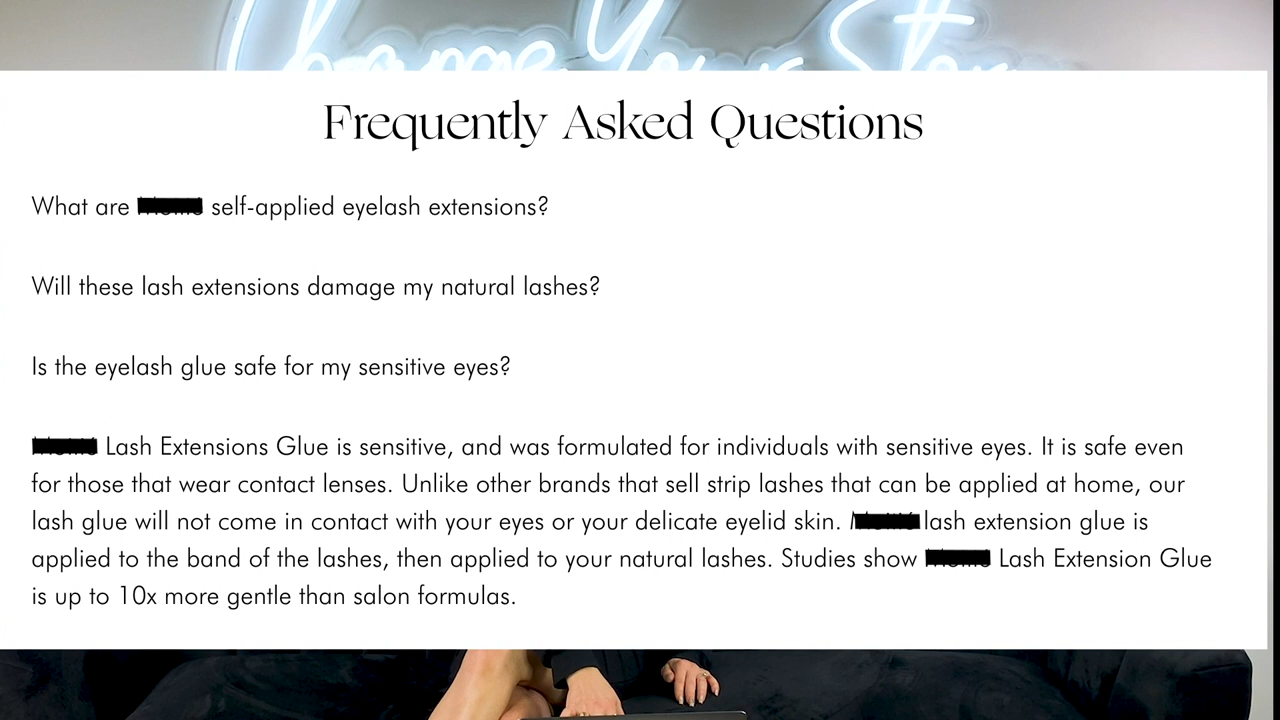 Change Your Story
Frequently Asked Questions
What are self-applied eyelash extensions?
Will these lash extensions damage my natural lashes?
Is the eyelash glue safe for my sensitive eyes?
Lash Extensions Glue is sensitive, and was formulated for individuals with sensitive eyes. It is safe even
for those that wear contact lenses. Unlike other brands that sell strip lashes that can be applied at home, our
lash glue will not come in contact with your eyes or your delicate eyelid skin. lash extension glue is
applied to the band of the lashes, then applied to your natural lashes. Studies show Lash Extension Glue
is up to 10x more gentle than salon formulas.